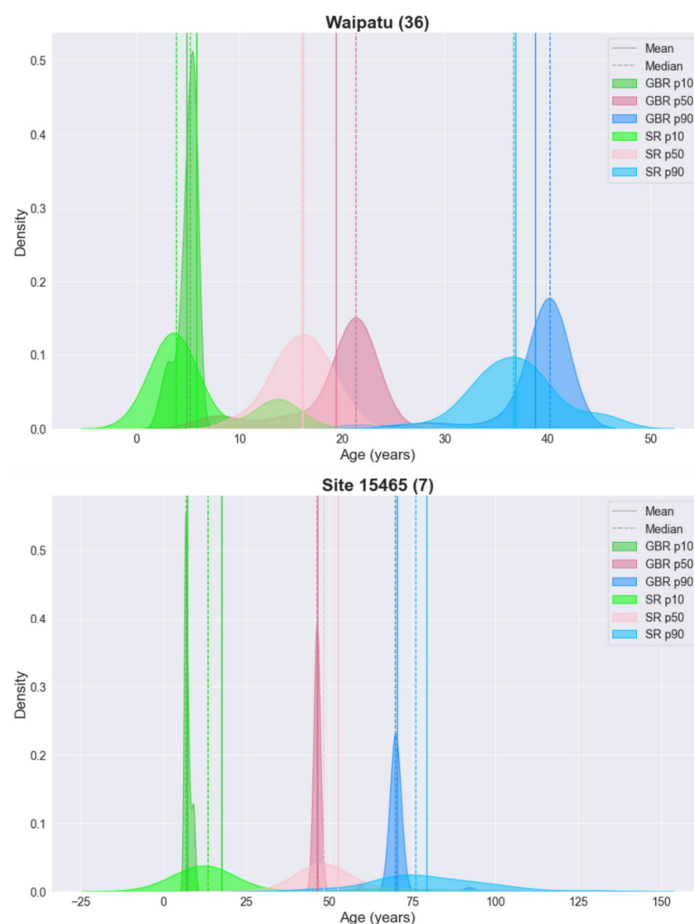 Waipatu (36)
Density
0.5
0.4
0.3
0.2
0.1
0.0
Mean
Median
GBR p10
GBR p50
GBR p90
SR p10
SR p50
SR p90
0 10 20 30 40 50
Age (years)
Site 15465 (7)
Density
0.5
0.4
0.3
0.2
0.1
0.0
Mean
Median
GBR p10
GBR p50
GBR p90
SR p10
SR p50
SR p90
−25 0 25 50 75 100 125 150
Age (years)